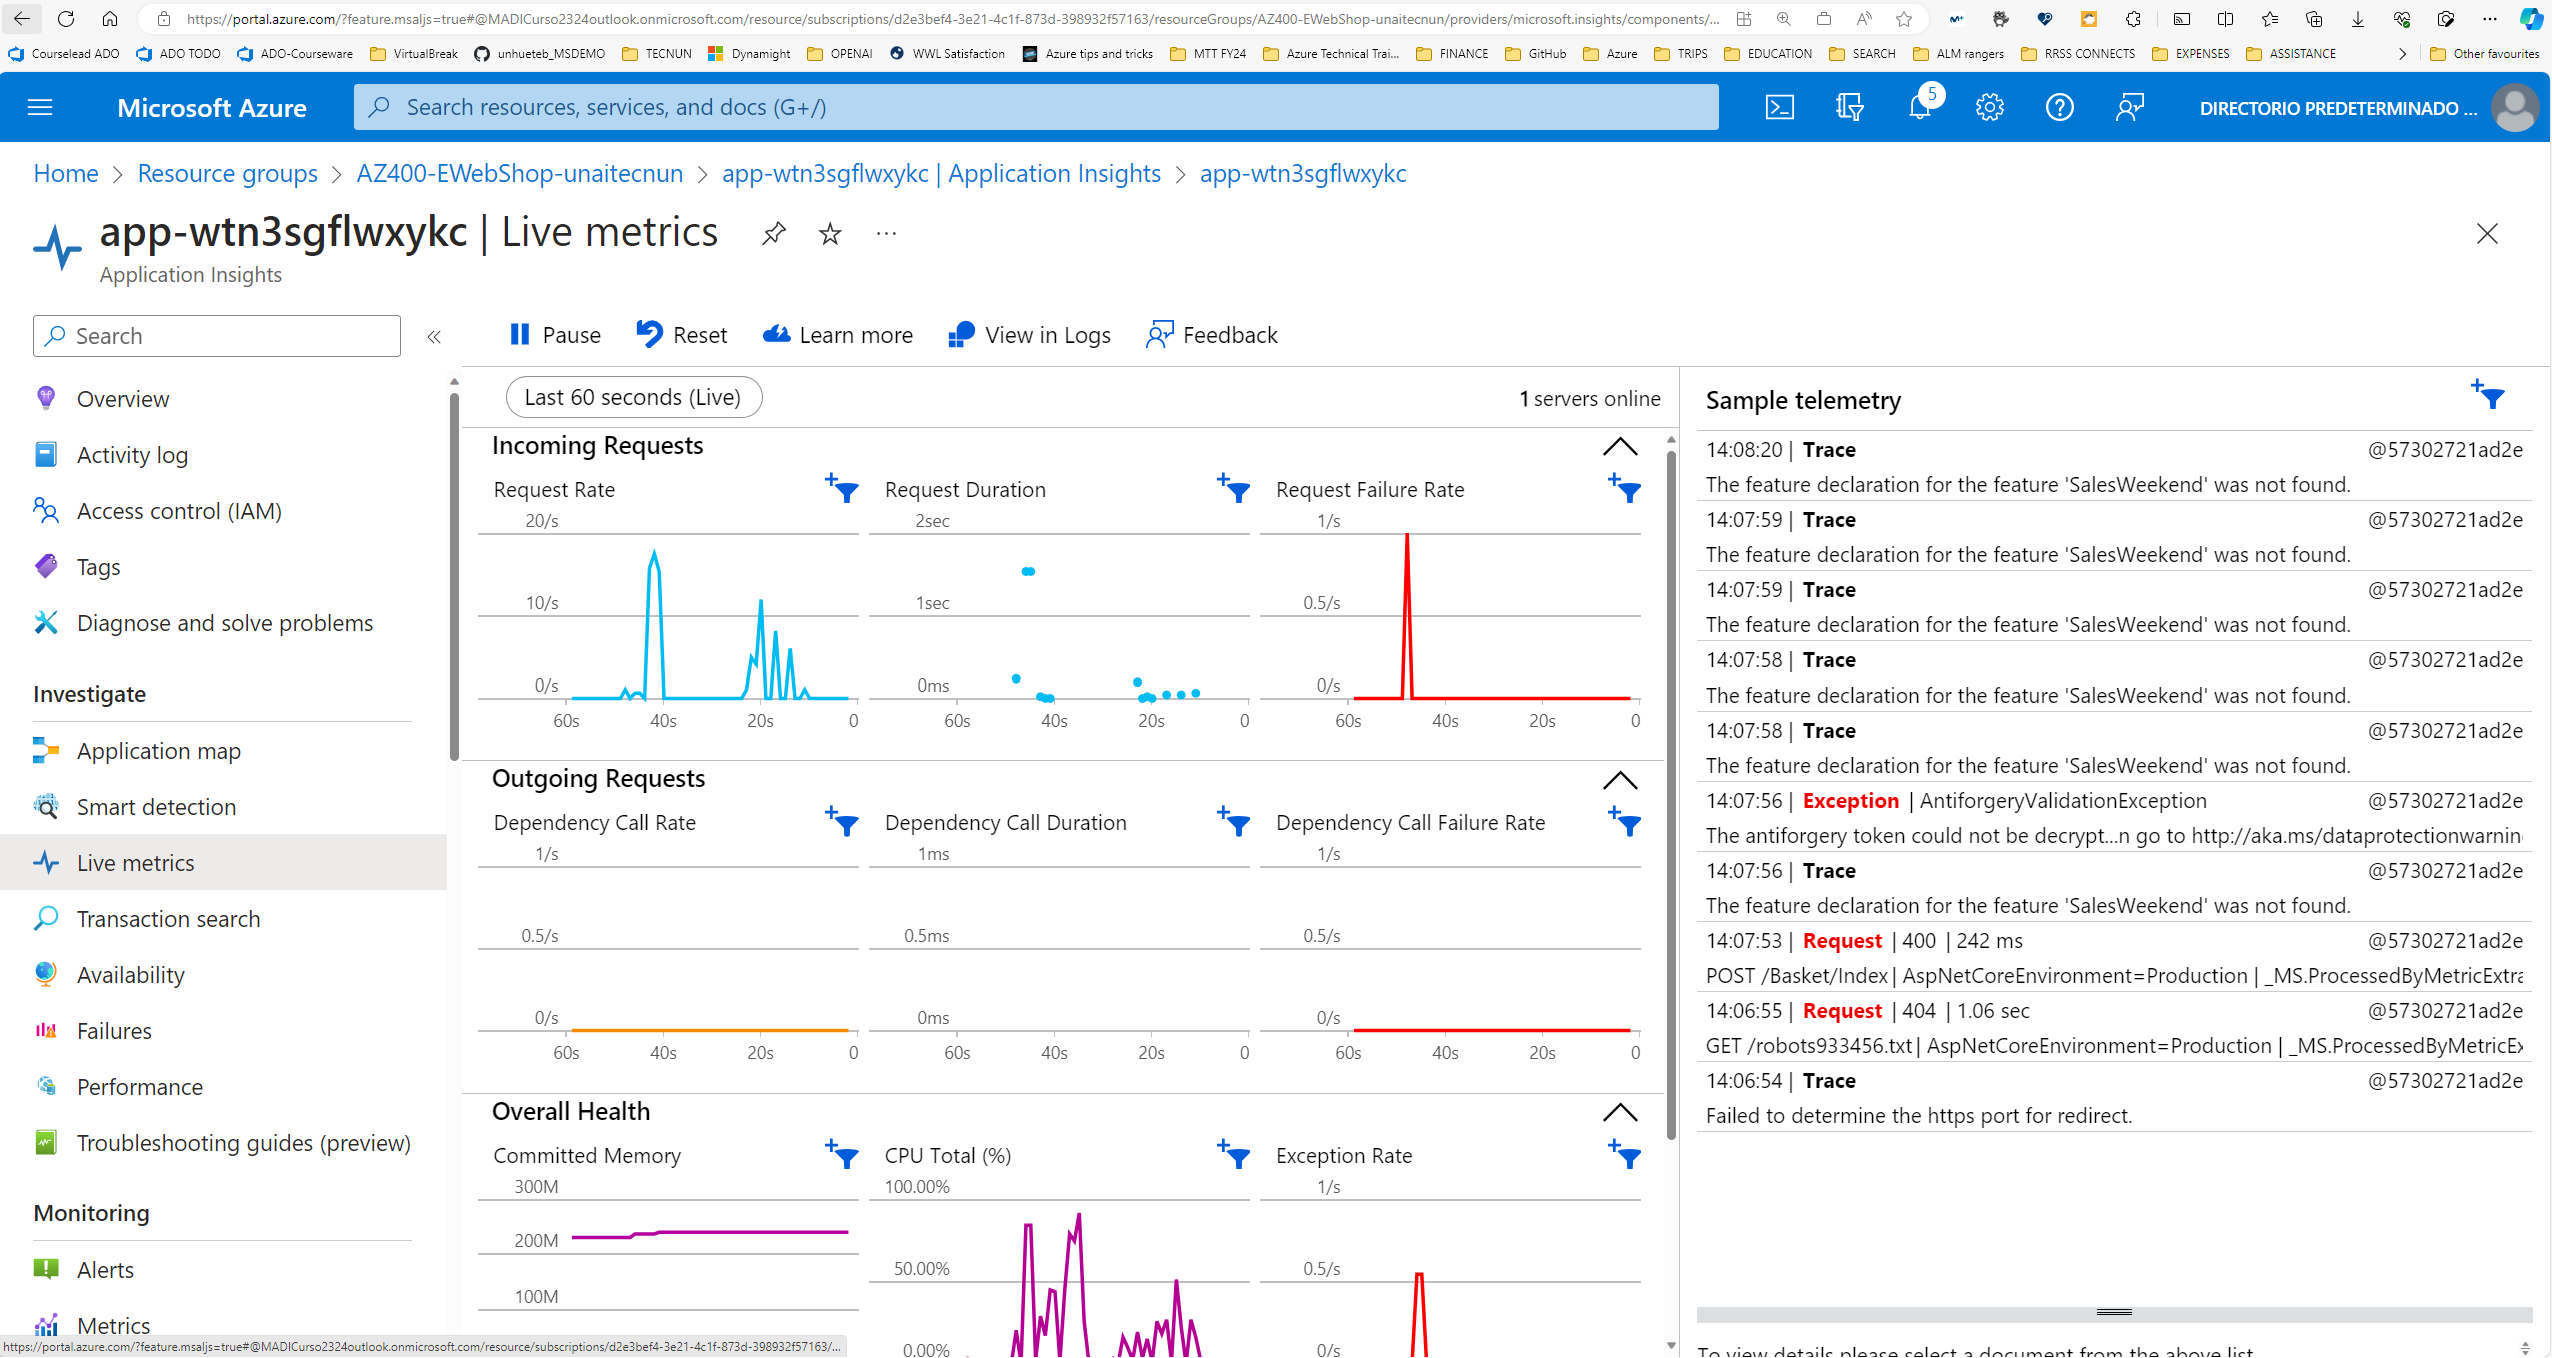 https://portal.azure.com/?feature.msaljs=true#@MADICurso2324outlook.onmicrosoft.com/resource/subscriptions/d2e3bef4-3e21-4c1f-873d-398932f57163/resourceGroups/AZ400-EWebShop-unaitecnun/providers/microsoft.insights/components/...
Courselead ADO ADO TODO ADO-Courseware VirtualBreak unhueteb_MSDEMO TECNUN Dynamight OPENAI WWL Satisfaction Azure tips and tricks MTT FY24 Azure Technical Trai... FINANCE GitHub Azure TRIPS EDUCATION SEARCH ALM rangers RRSS CONNECTS EXPENSES ASSISTANCE Other favourites
Microsoft Azure
Search resources, services, and docs (G+/)
5
DIRECTORIO PREDETERMINADO ...
Home > Resource groups > AZ400-EWebShop-unaitecnun > app-wtn3sgflwxykc | Application Insights > app-wtn3sgflwxykc
app-wtn3sgflwxykc | Live metrics
...
Application Insights
Search
Overview
Activity log
Access control (IAM)
Tags
Diagnose and solve problems
Investigate
Application map
Smart detection
Live metrics
Transaction search
Availability
Failures
Performance
Troubleshooting guides (preview)
Monitoring
Alerts
Metrics
https://portal.azure.com/?feature.msaljs=true#@MADICurso2324outlook.onmicrosoft.com/resource/subscriptions/d2e3bef4-3e21-4c1f-873d-398932f57163/...
Pause Reset Learn more View in Logs Feedback
Last 60 seconds (Live)
1 servers online
Incoming Requests
Request Rate
20/s
10/s
0/s
60s 40s 20s 0
Request Duration
2sec
1sec
0ms
60s 40s 20s 0
Request Failure Rate
1/s
0.5/s
0/s
60s 40s 20s 0
Outgoing Requests
Dependency Call Rate
1/s
0.5/s
0/s
60s 40s 20s 0
Dependency Call Duration
1ms
0.5ms
0ms
60s 40s 20s 0
Dependency Call Failure Rate
1/s
0.5/s
0/s
60s 40s 20s 0
Overall Health
Committed Memory
300M
200M
100M
CPU Total (%)
100.00%
50.00%
0.00%
Exception Rate
1/s
0.5/s
0/s
Sample telemetry
14:08:20 | Trace @57302721ad2e
The feature declaration for the feature 'SalesWeekend' was not found.
14:07:59 | Trace @57302721ad2e
The feature declaration for the feature 'SalesWeekend' was not found.
14:07:59 | Trace @57302721ad2e
The feature declaration for the feature 'SalesWeekend' was not found.
14:07:58 | Trace @57302721ad2e
The feature declaration for the feature 'SalesWeekend' was not found.
14:07:58 | Trace @57302721ad2e
The feature declaration for the feature 'SalesWeekend' was not found.
14:07:56 | Exception | AntiforgeryValidationException @57302721ad2e
The antiforgery token could not be decrypt...n go to http://aka.ms/dataprotectionwarnin
14:07:56 | Trace @57302721ad2e
The feature declaration for the feature 'SalesWeekend' was not found.
14:07:53 | Request | 400 | 242 ms @57302721ad2e
POST /Basket/Index | AspNetCoreEnvironment=Production | _MS.ProcessedByMetricExtra
14:06:55 | Request | 404 | 1.06 sec @57302721ad2e
GET /robots933456.txt | AspNetCoreEnvironment=Production | _MS.ProcessedByMetricEx
14:06:54 | Trace @57302721ad2e
Failed to determine the https port for redirect.
To view details please select a document from the above list